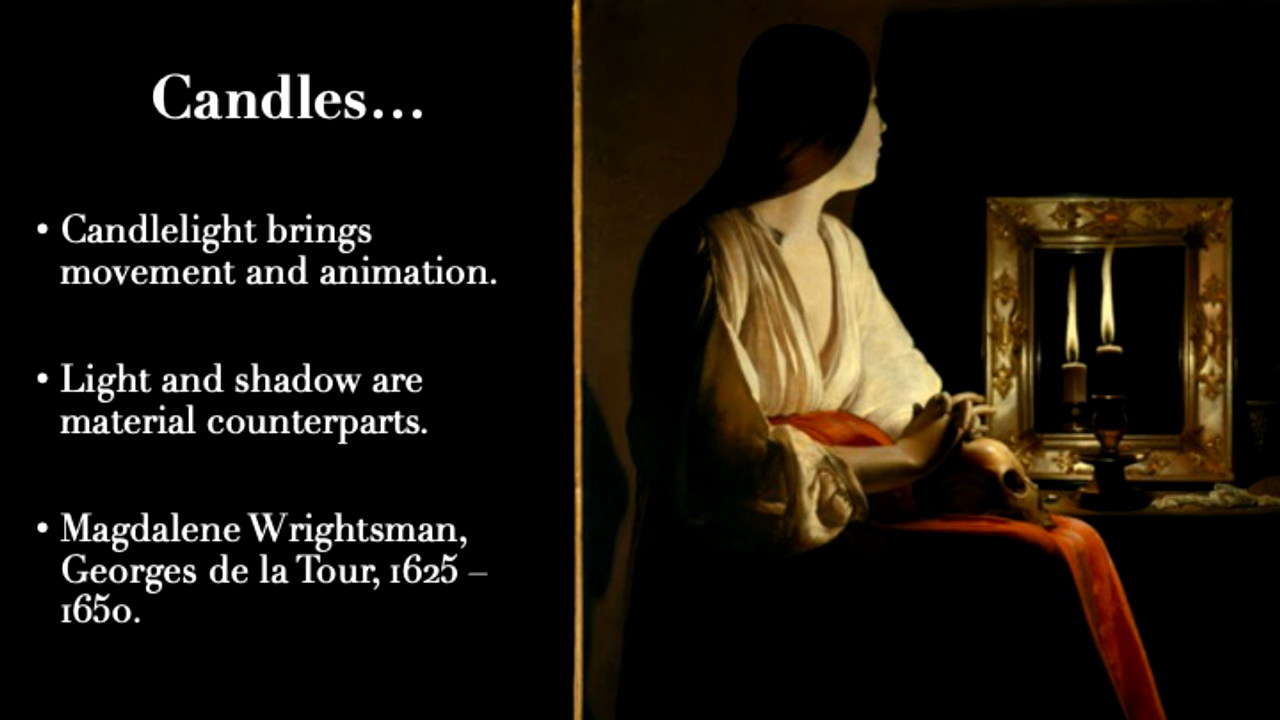 Candles...
• Candlelight brings
movement and animation.
• Light and shadow are
material counterparts.
• Magdalene Wrightsman,
Georges de la Tour, 1625 –
1650.